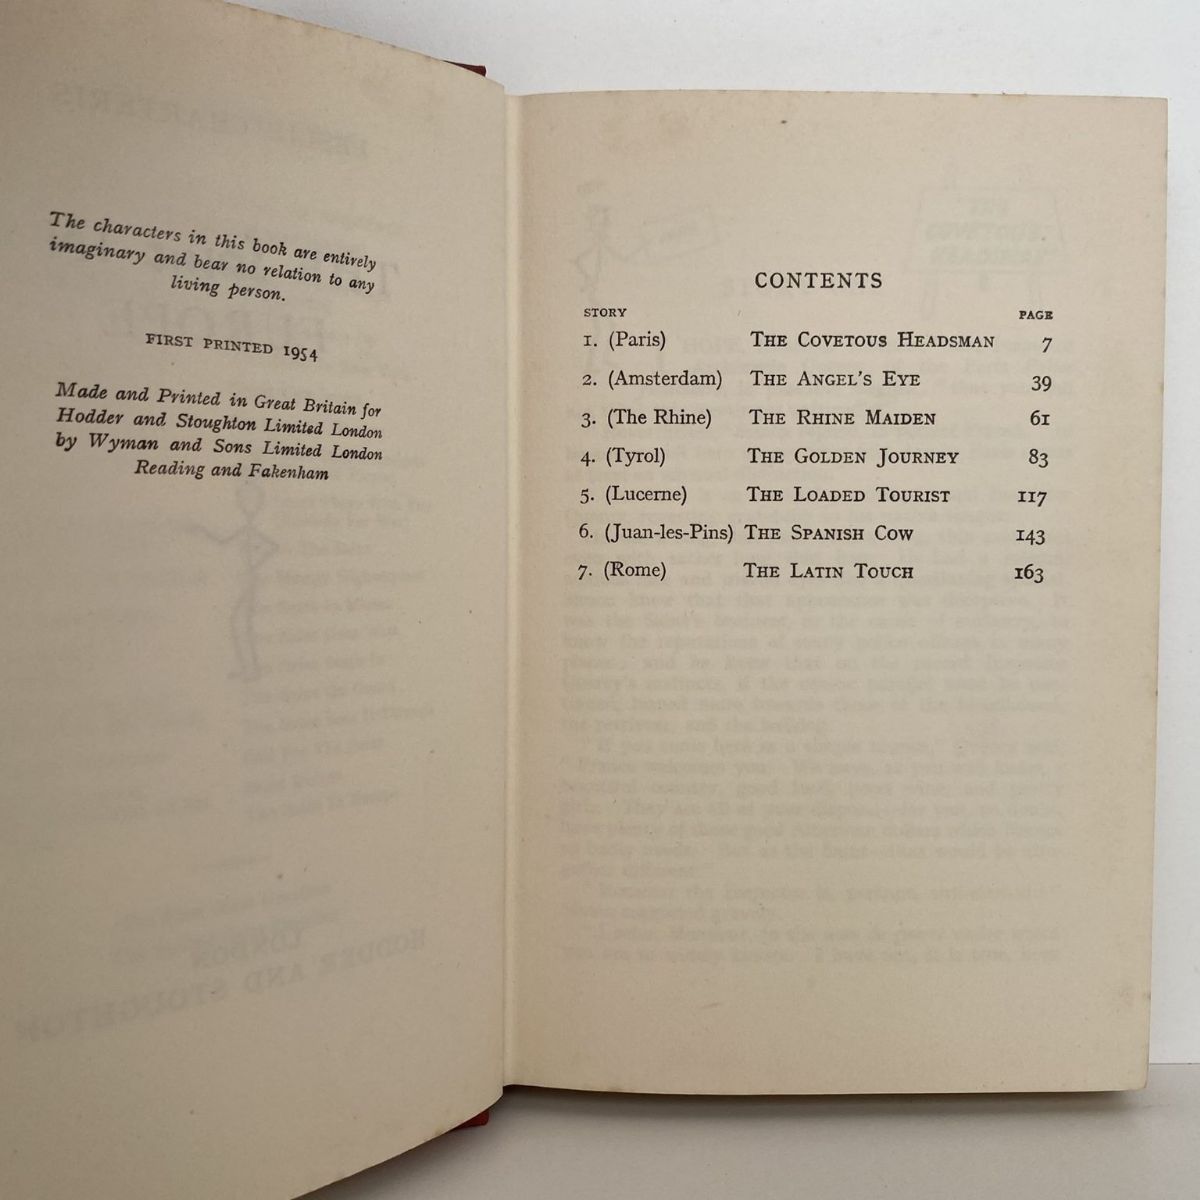 The characters in this book are entirely
imaginary and bear no relation to any
living person.
FIRST PRINTED 1954
Made and Printed in Great Britain for
Hodder and Stoughton Limited London
by Wyman and Sons Limited London
Reading and Fakenham
CONTENTS
STORY PAGE
1. (Paris) THE COVETOUS HEADSMAN 7
2. (Amsterdam) THE ANGEL'S EYE 39
3. (The Rhine) THE RHINE MAIDEN 61
4. (Tyrol) THE GOLDEN JOURNEY 83
5. (Lucerne) THE LOADED TOURIST 117
6. (Juan-les-Pins) THE SPANISH COW 143
7. (Rome) THE LATIN TOUCH 163